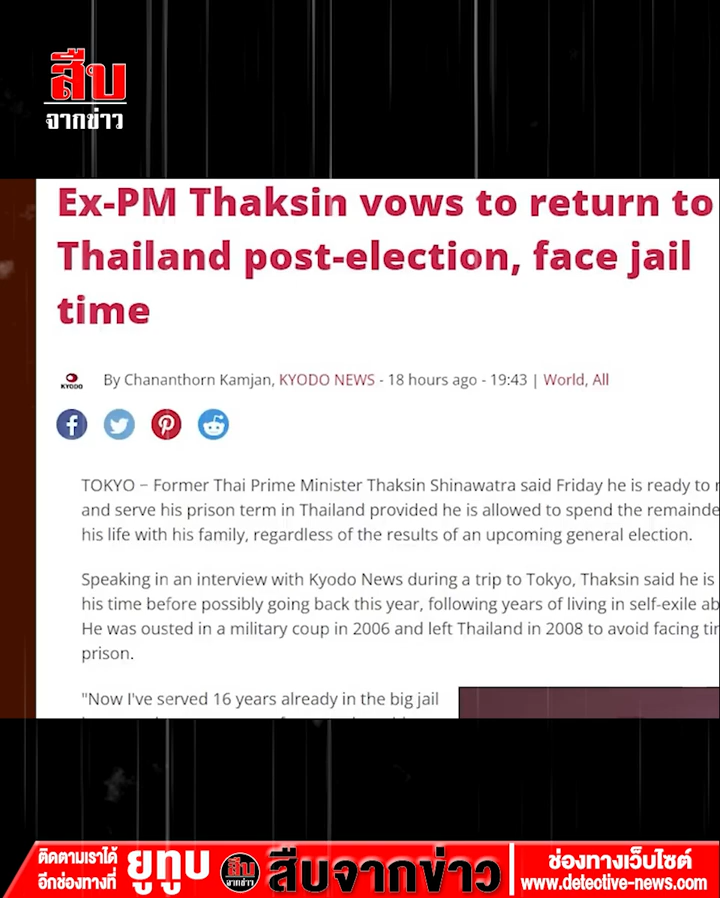 สืบ
จากข่าว
Ex-PM Thaksin vows to return to
Thailand post-election, face jail
time
KYODO
By Chananthorn Kamjan, KYODO NEWS - 18 hours ago - 19:43 | World, All
TOKYO – Former Thai Prime Minister Thaksin Shinawatra said Friday he is ready to
and serve his prison term in Thailand provided he is allowed to spend the remainde
his life with his family, regardless of the results of an upcoming general election.
Speaking in an interview with Kyodo News during a trip to Tokyo, Thaksin said he is
his time before possibly going back this year, following years of living in self-exile ab
He was ousted in a military coup in 2006 and left Thailand in 2008 to avoid facing
prison.
"Now I've served 16 years already in the big jail
ติดตามเราได้
อีกช่องทางที่
ยูทูบ
สืบ
จากข่าว
สืบจากข่าว
ช่องทางเว็บไซต์
www.detective-news.com